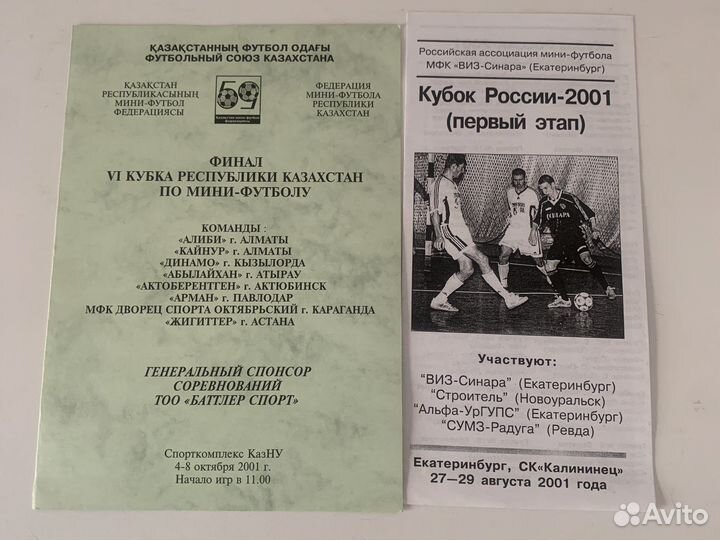 ҚАЗАҚСТАННЫҢ ФУТБОЛ ОДАҒЫ
ФУТБОЛЬНЫЙ СОЮЗ КАЗАХСТАНА
ҚАЗАҚСТАН
РЕСПУБЛИКАСЫНЫҢ
МИНИ-ФУТБОЛ
ФЕДЕРАЦИЯСЫ
ФЕДЕРАЦИЯ
МИНИ-ФУТБОЛА
РЕСПУБЛИКИ
КАЗАХСТАН
ФИНАЛ
VI КУБКА РЕСПУБЛИКИ КАЗАХСТАН
ПО МИНИ-ФУТБОЛУ
КОМАНДЫ :
«АЛИБИ» г. АЛМАТЫ
«КАЙНУР» г. АЛМАТЫ
«ДИНАМО» г. КЫЗЫЛОРДА
«АБЫЛАЙХАН» г. АТЫРАУ
«АКТОБЕРЕНТГЕН» г. АКТЮБИНСК
«АРМАН» г. ПАВЛОДАР
МФК ДВОРЕЦ СПОРТА ОКТЯБРЬСКИЙ г. КАРАГАНДА
«ЖИГИТТЕР» г. АСТАНА
ГЕНЕРАЛЬНЫЙ СПОНСОР
СОРЕВНОВАНИЙ
ТОО «БАТТЛЕР СПОРТ»
Спорткомплекс КазНУ
4-8 октября 2001 г.
Начало игр в 11.00
Российская ассоциация мини-футбола
МФК «ВИЗ-Синара» (Екатеринбург)
Кубок России-2001
(первый этап)
СИНАРА
Участвуют:
"ВИЗ-Синара" (Екатеринбург)
"Строитель" (Новоуральск)
"Альфа-УрГУПС" (Екатеринбург)
"СУМЗ-Радуга" (Ревда)
Екатеринбург, СК«Калининец»
27—29 августа 2001 года
Avito